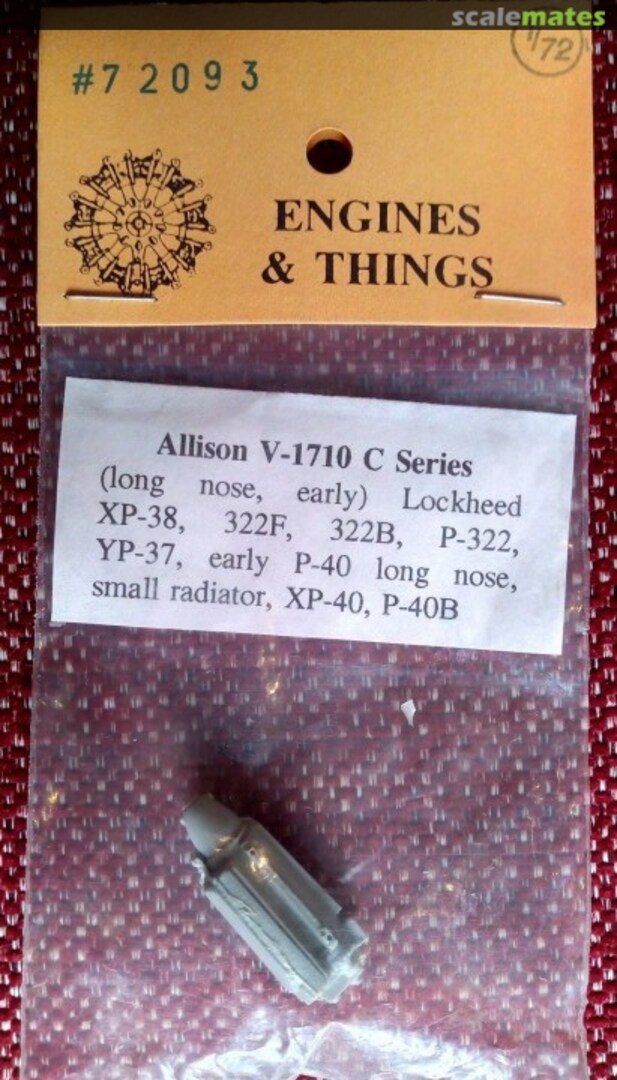 scalemates
1/72
#72093
ENGINES
& THINGS
Allison V-1710 C Series
(long nose, early) Lockheed
XP-38, 322F, 322B, P-322,
YP-37, early P-40 long nose,
small radiator, XP-40, P-40B